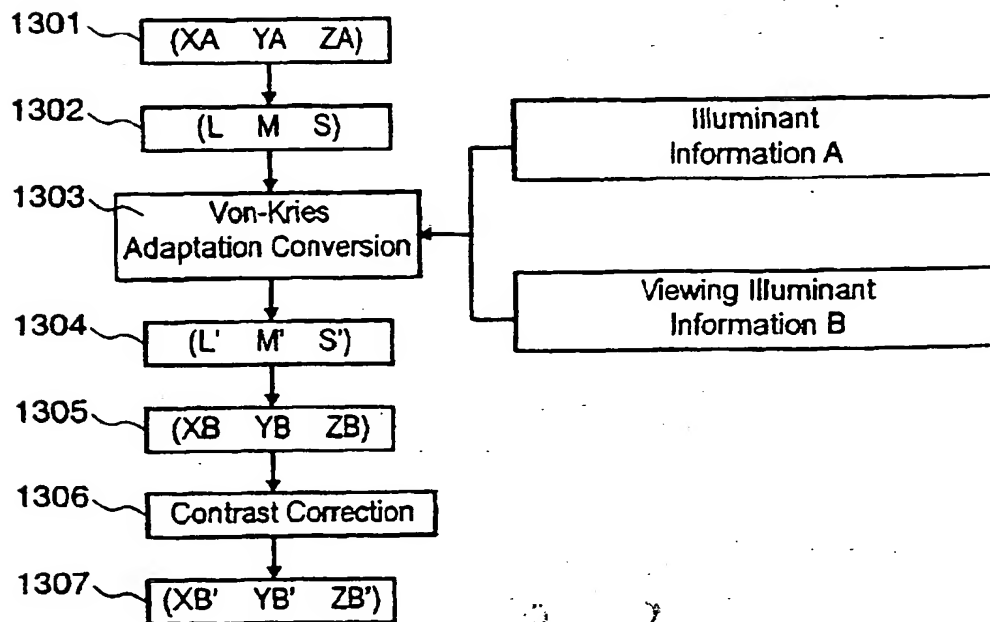 1301
(XA YA ZA)
1302
(L M S)
1303
Von-Kries
Adaptation Conversion
Illuminant
Information A
Viewing Illuminant
Information B
1304
(L' M' S')
1305
(XB YB ZB)
1306
Contrast Correction
1307
(XB' YB' ZB')